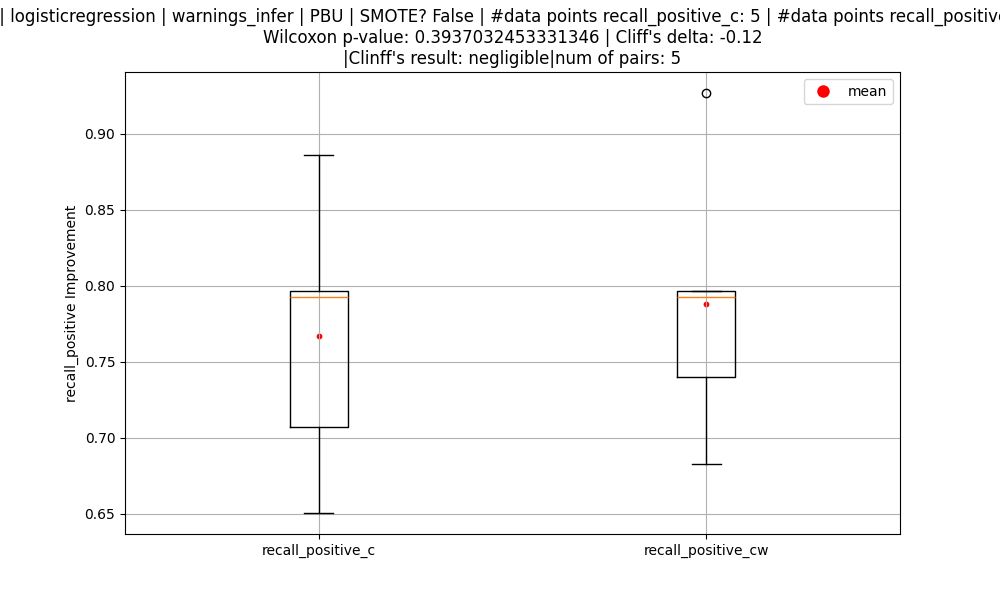 | logisticregression | warnings_infer | PBU | SMOTE? False | #data points recall_positive_c: 5 | #data points
Wilcoxon p-value: 0.3937032453331346 | Cliff's delta: -0.12
|Clinff's result: negligible|num of pairs: 5
mean
0.90
0.85
0.80
0.75
0.70
0.65
recall_positive Improvement
recall_positive_c
recall_positive_cw